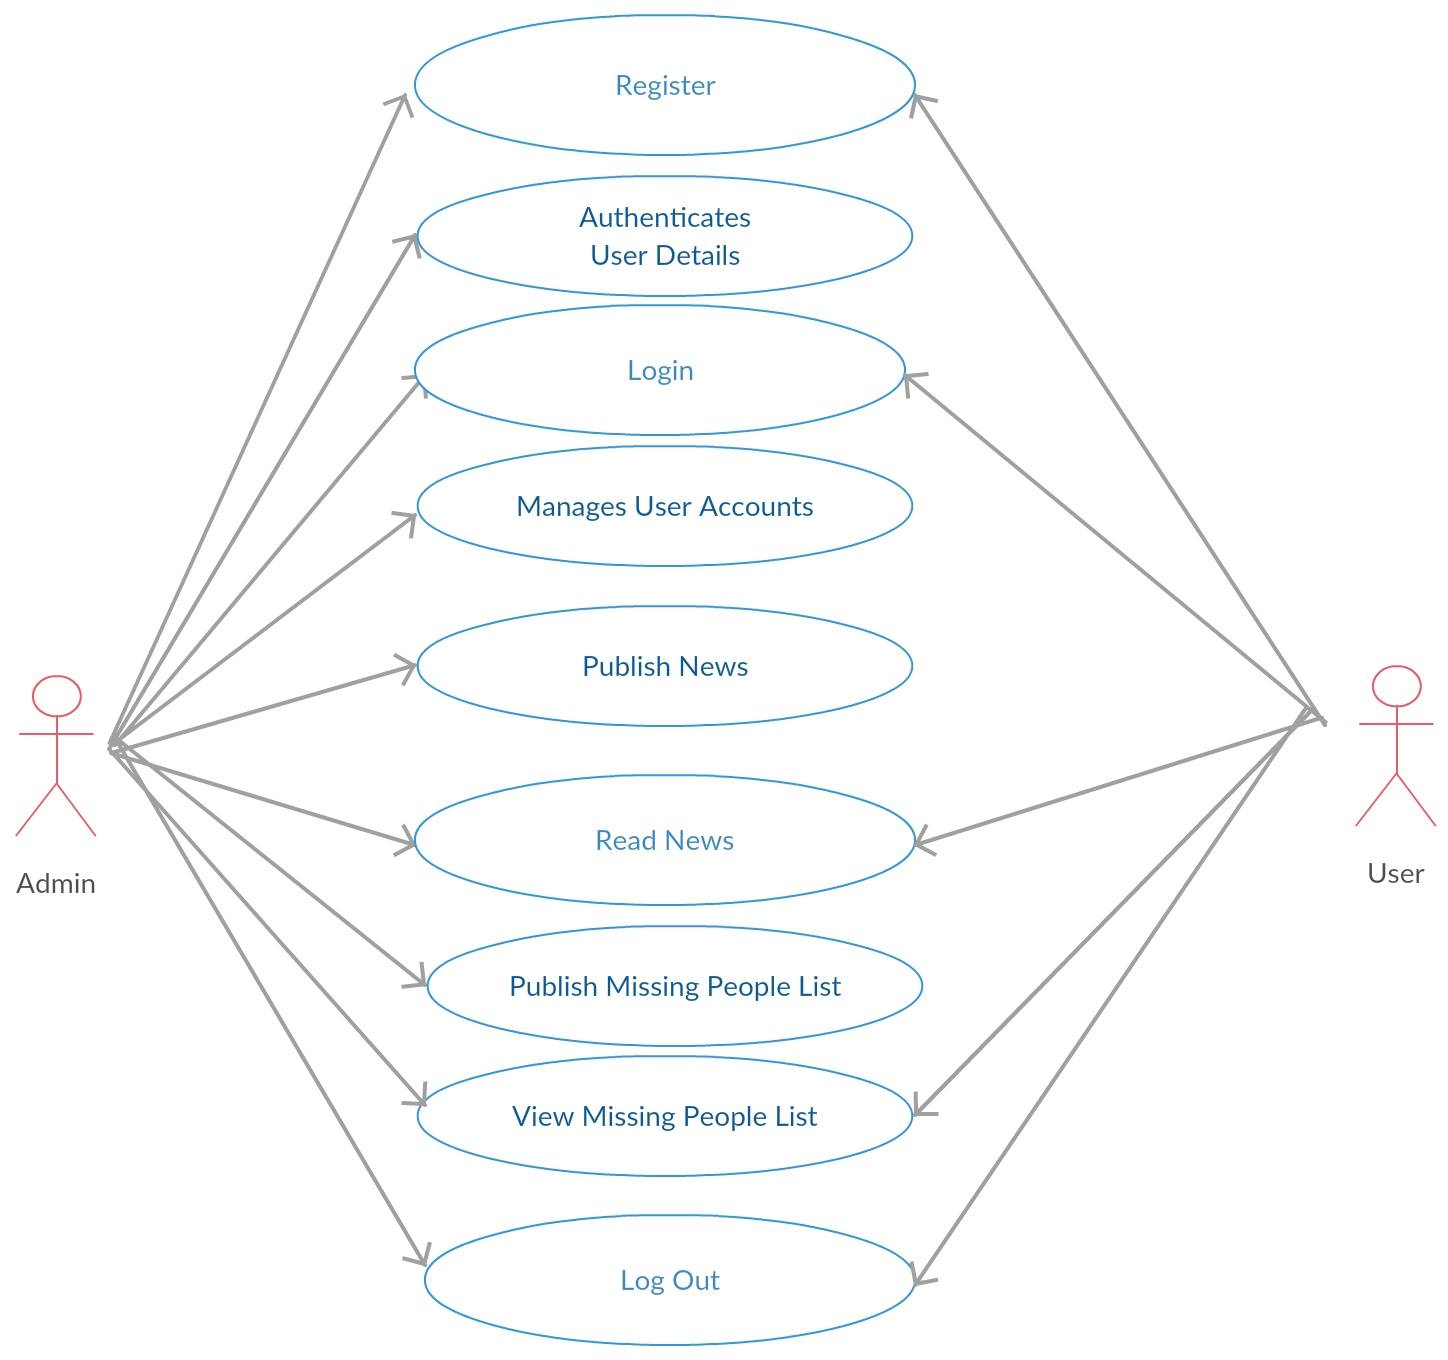 Register
Authenticates
User Details
Login
Manages User Accounts
Publish News
Read News
Admin
User
Publish Missing People List
View Missing People List
Log Out